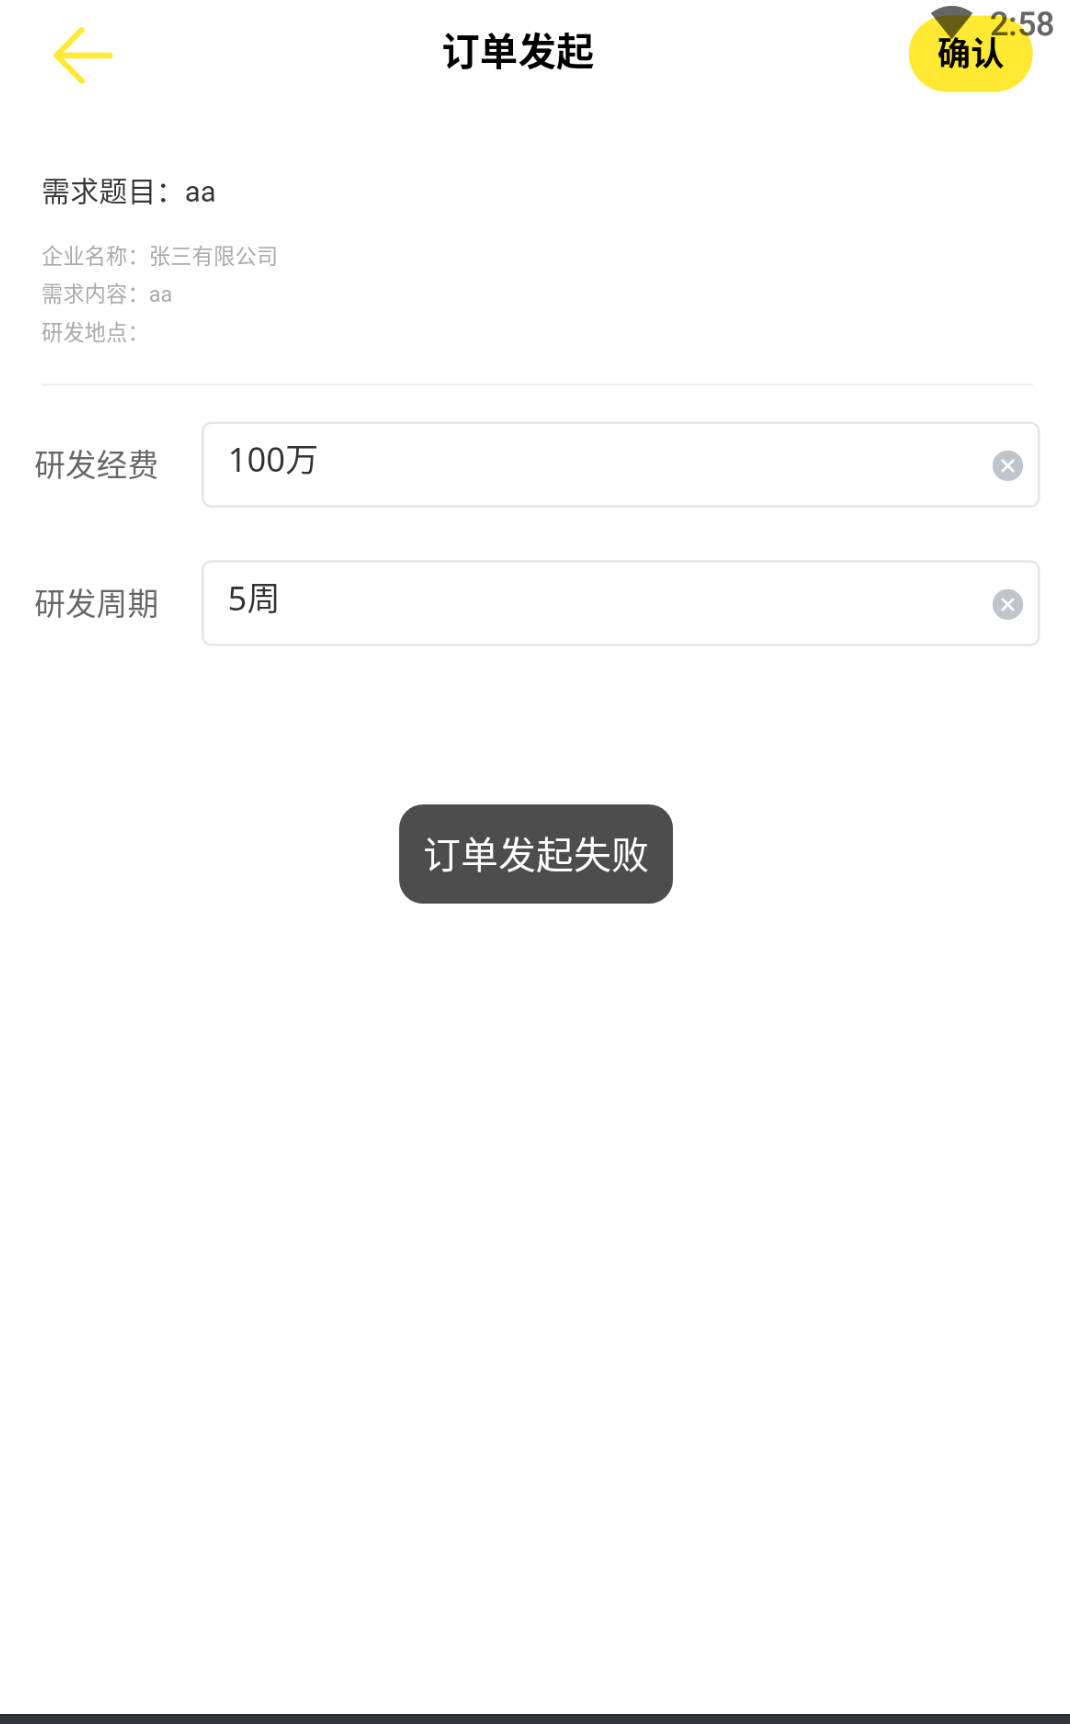 2:58
订单发起
确认
需求题目：aa
企业名称：张三有限公司
需求内容：aa
研发地点：
研发经费 100万
研发周期 5周
订单发起失败